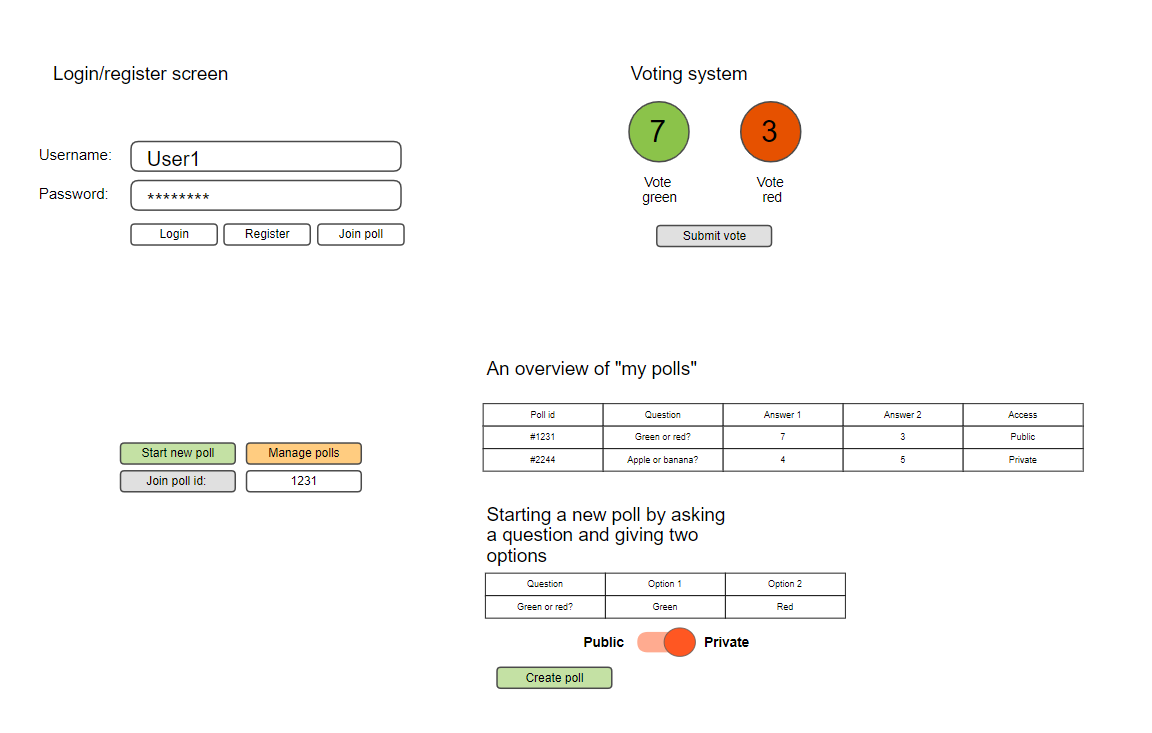 Login/register screen
Username: User1
Password: ********
Login Register Join poll
Voting system
7 3
Vote green Vote red
Submit vote
Start new poll Manage polls
Join poll id: 1231
An overview of "my polls"
Poll id Question Answer 1 Answer 2 Access
#1231 Green or red? 7 3 Public
#2244 Apple or banana? 4 5 Private
Starting a new poll by asking
a question and giving two
options
Question Option 1 Option 2
Green or red? Green Red
Public Private
Create poll